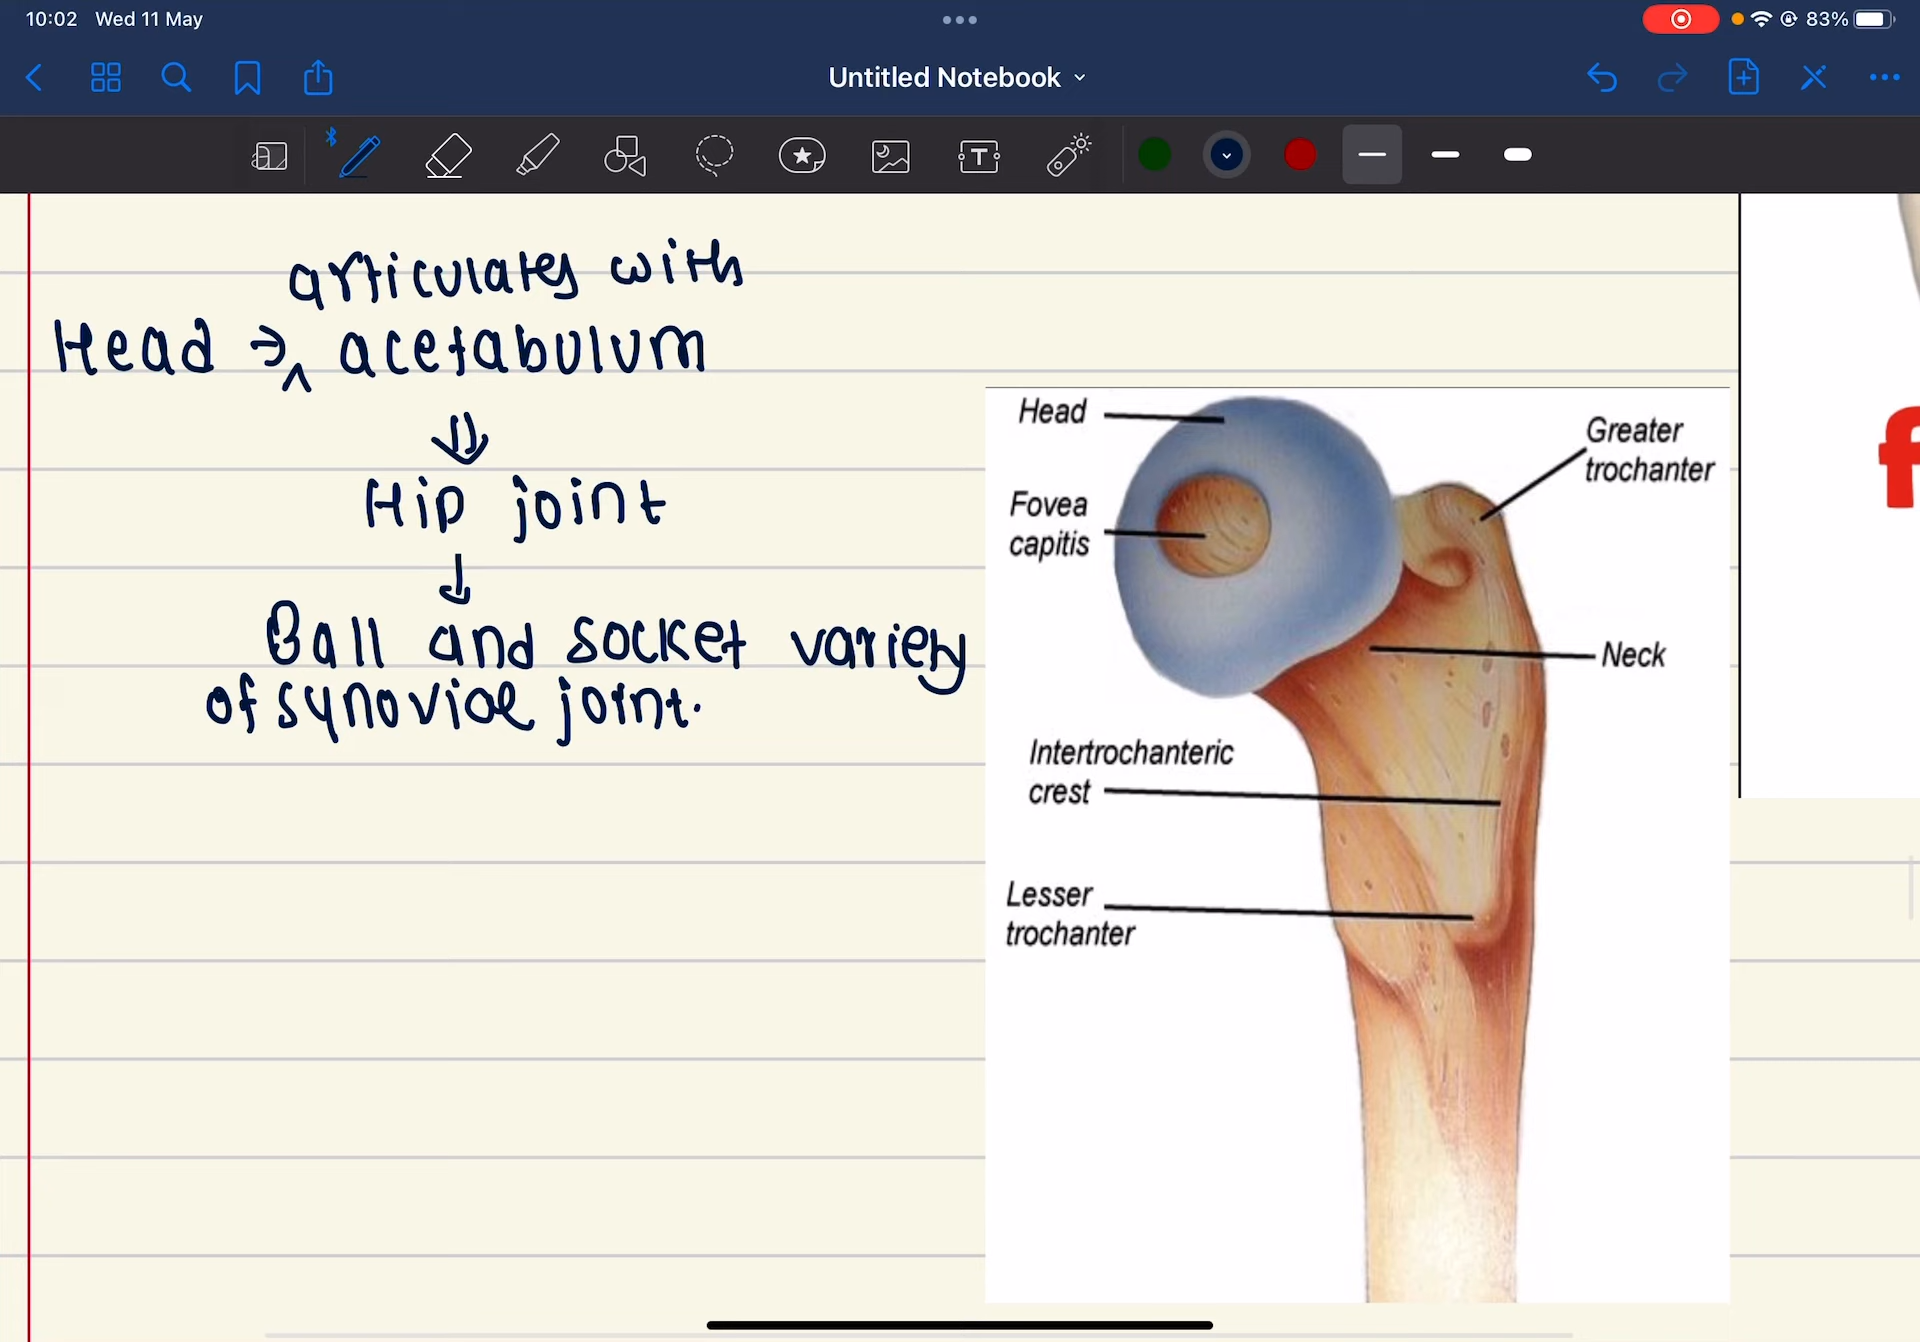 10:02 Wed 11 May
83%
Untitled Notebook
articulates with
Head → ^ acetabulum
⇓
Hip joint
↓
Ball and socket variety
of synovial joint.
Head
Fovea
capitis
Greater
trochanter
Neck
Intertrochanteric
crest
Lesser
trochanter
f